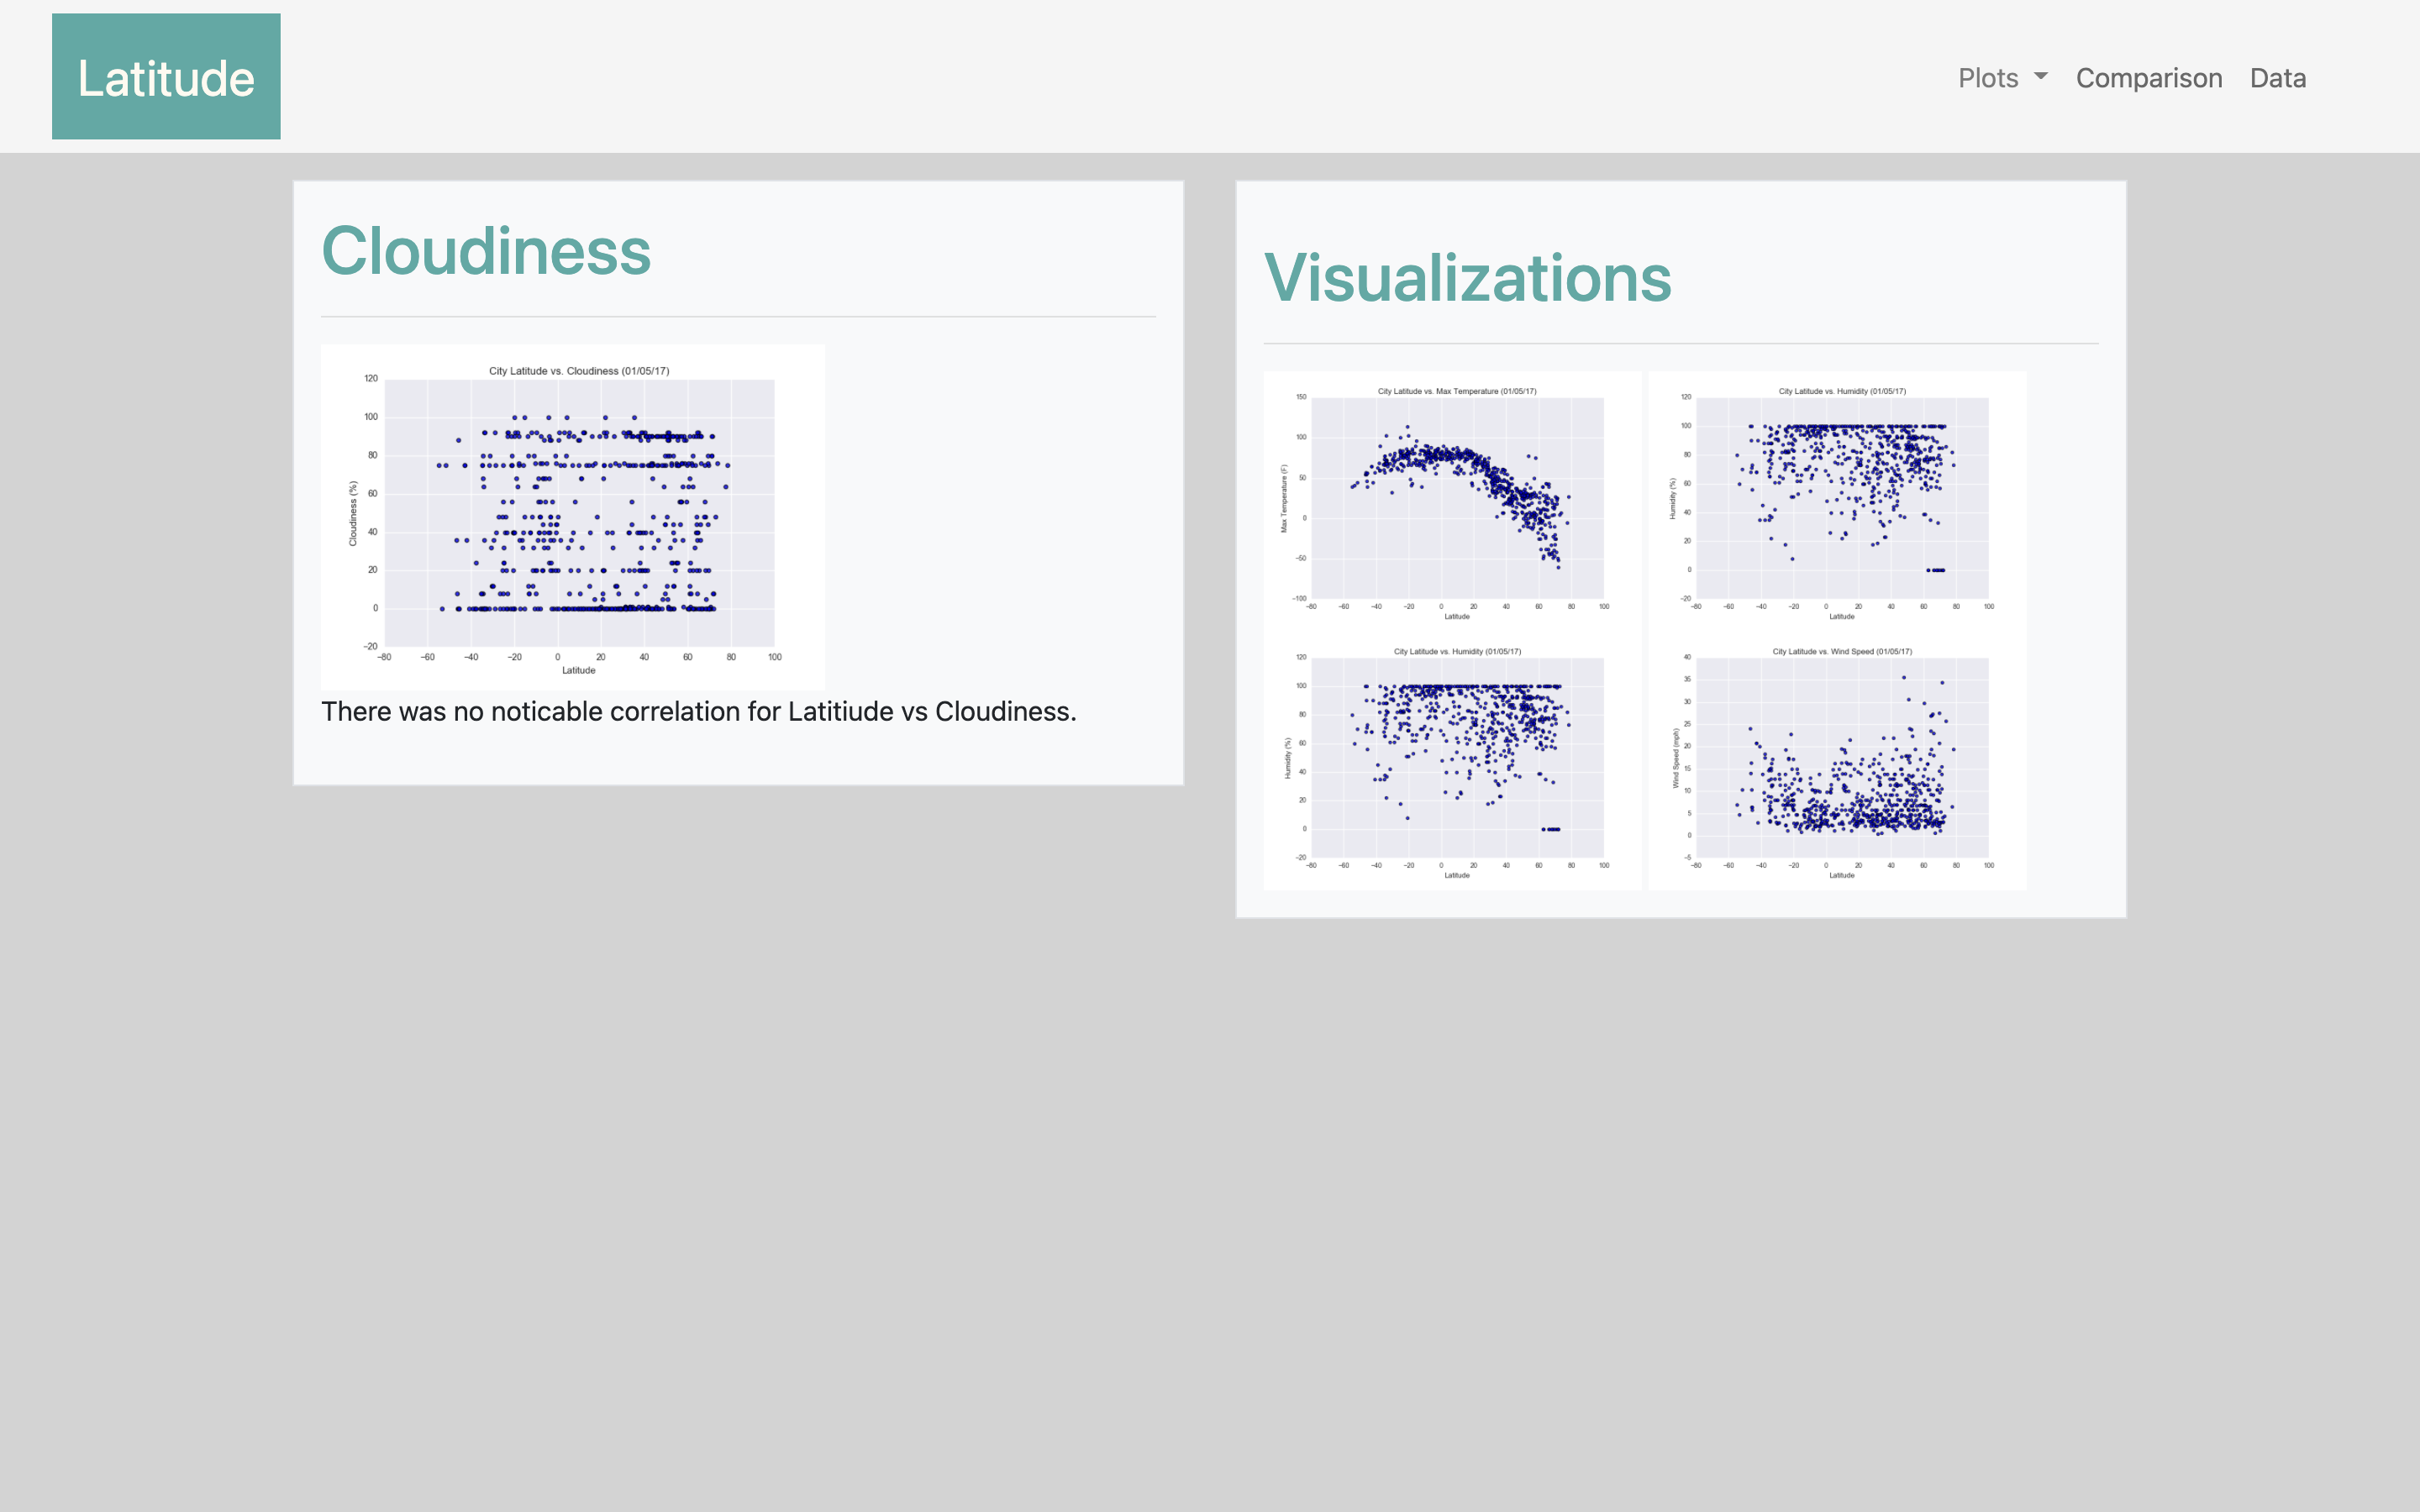 Latitude
Plots Comparison Data
Cloudiness
City Latitude vs. Cloudiness (01/05/17)
120
100
80
60
40
20
0
−20
Cloudiness (%)
−80 −60 −40 −20 0 20 40 60 80 100
Latitude
There was no noticable correlation for Latitiude vs Cloudiness.
Visualizations
City Latitude vs. Max Temperature (01/05/17)
150
100
50
0
−50
−100
Max Temperature (F)
−80 −60 −40 −20 0 20 40 60 80 100
Latitude
City Latitude vs. Humidity (01/05/17)
120
100
80
60
40
20
0
−20
Humidity (%)
−80 −60 −40 −20 0 20 40 60 80 100
Latitude
City Latitude vs. Humidity (01/05/17)
120
100
80
60
40
20
0
−20
Humidity (%)
−80 −60 −40 −20 0 20 40 60 80 100
Latitude
City Latitude vs. Wind Speed (01/05/17)
40
35
30
25
20
15
10
5
0
−5
Wind Speed (mph)
−80 −60 −40 −20 0 20 40 60 80 100
Latitude